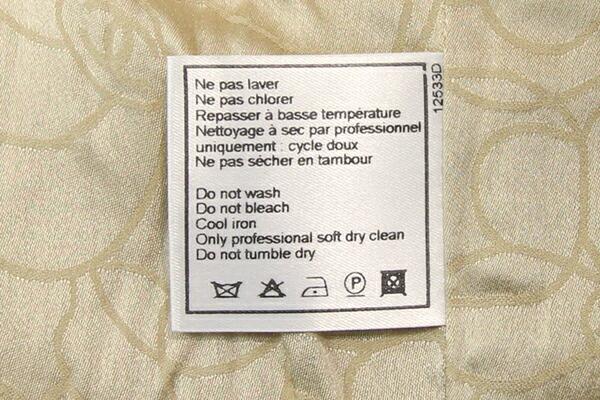 Ne pas laver
Ne pas chlorer
Repasser à basse température
Nettoyage à sec par professionnel
uniquement : cycle doux
Ne pas sécher en tambour
Do not wash
Do not bleach
Cool iron
Only professional soft dry clean
Do not tumble dry
P
12533D